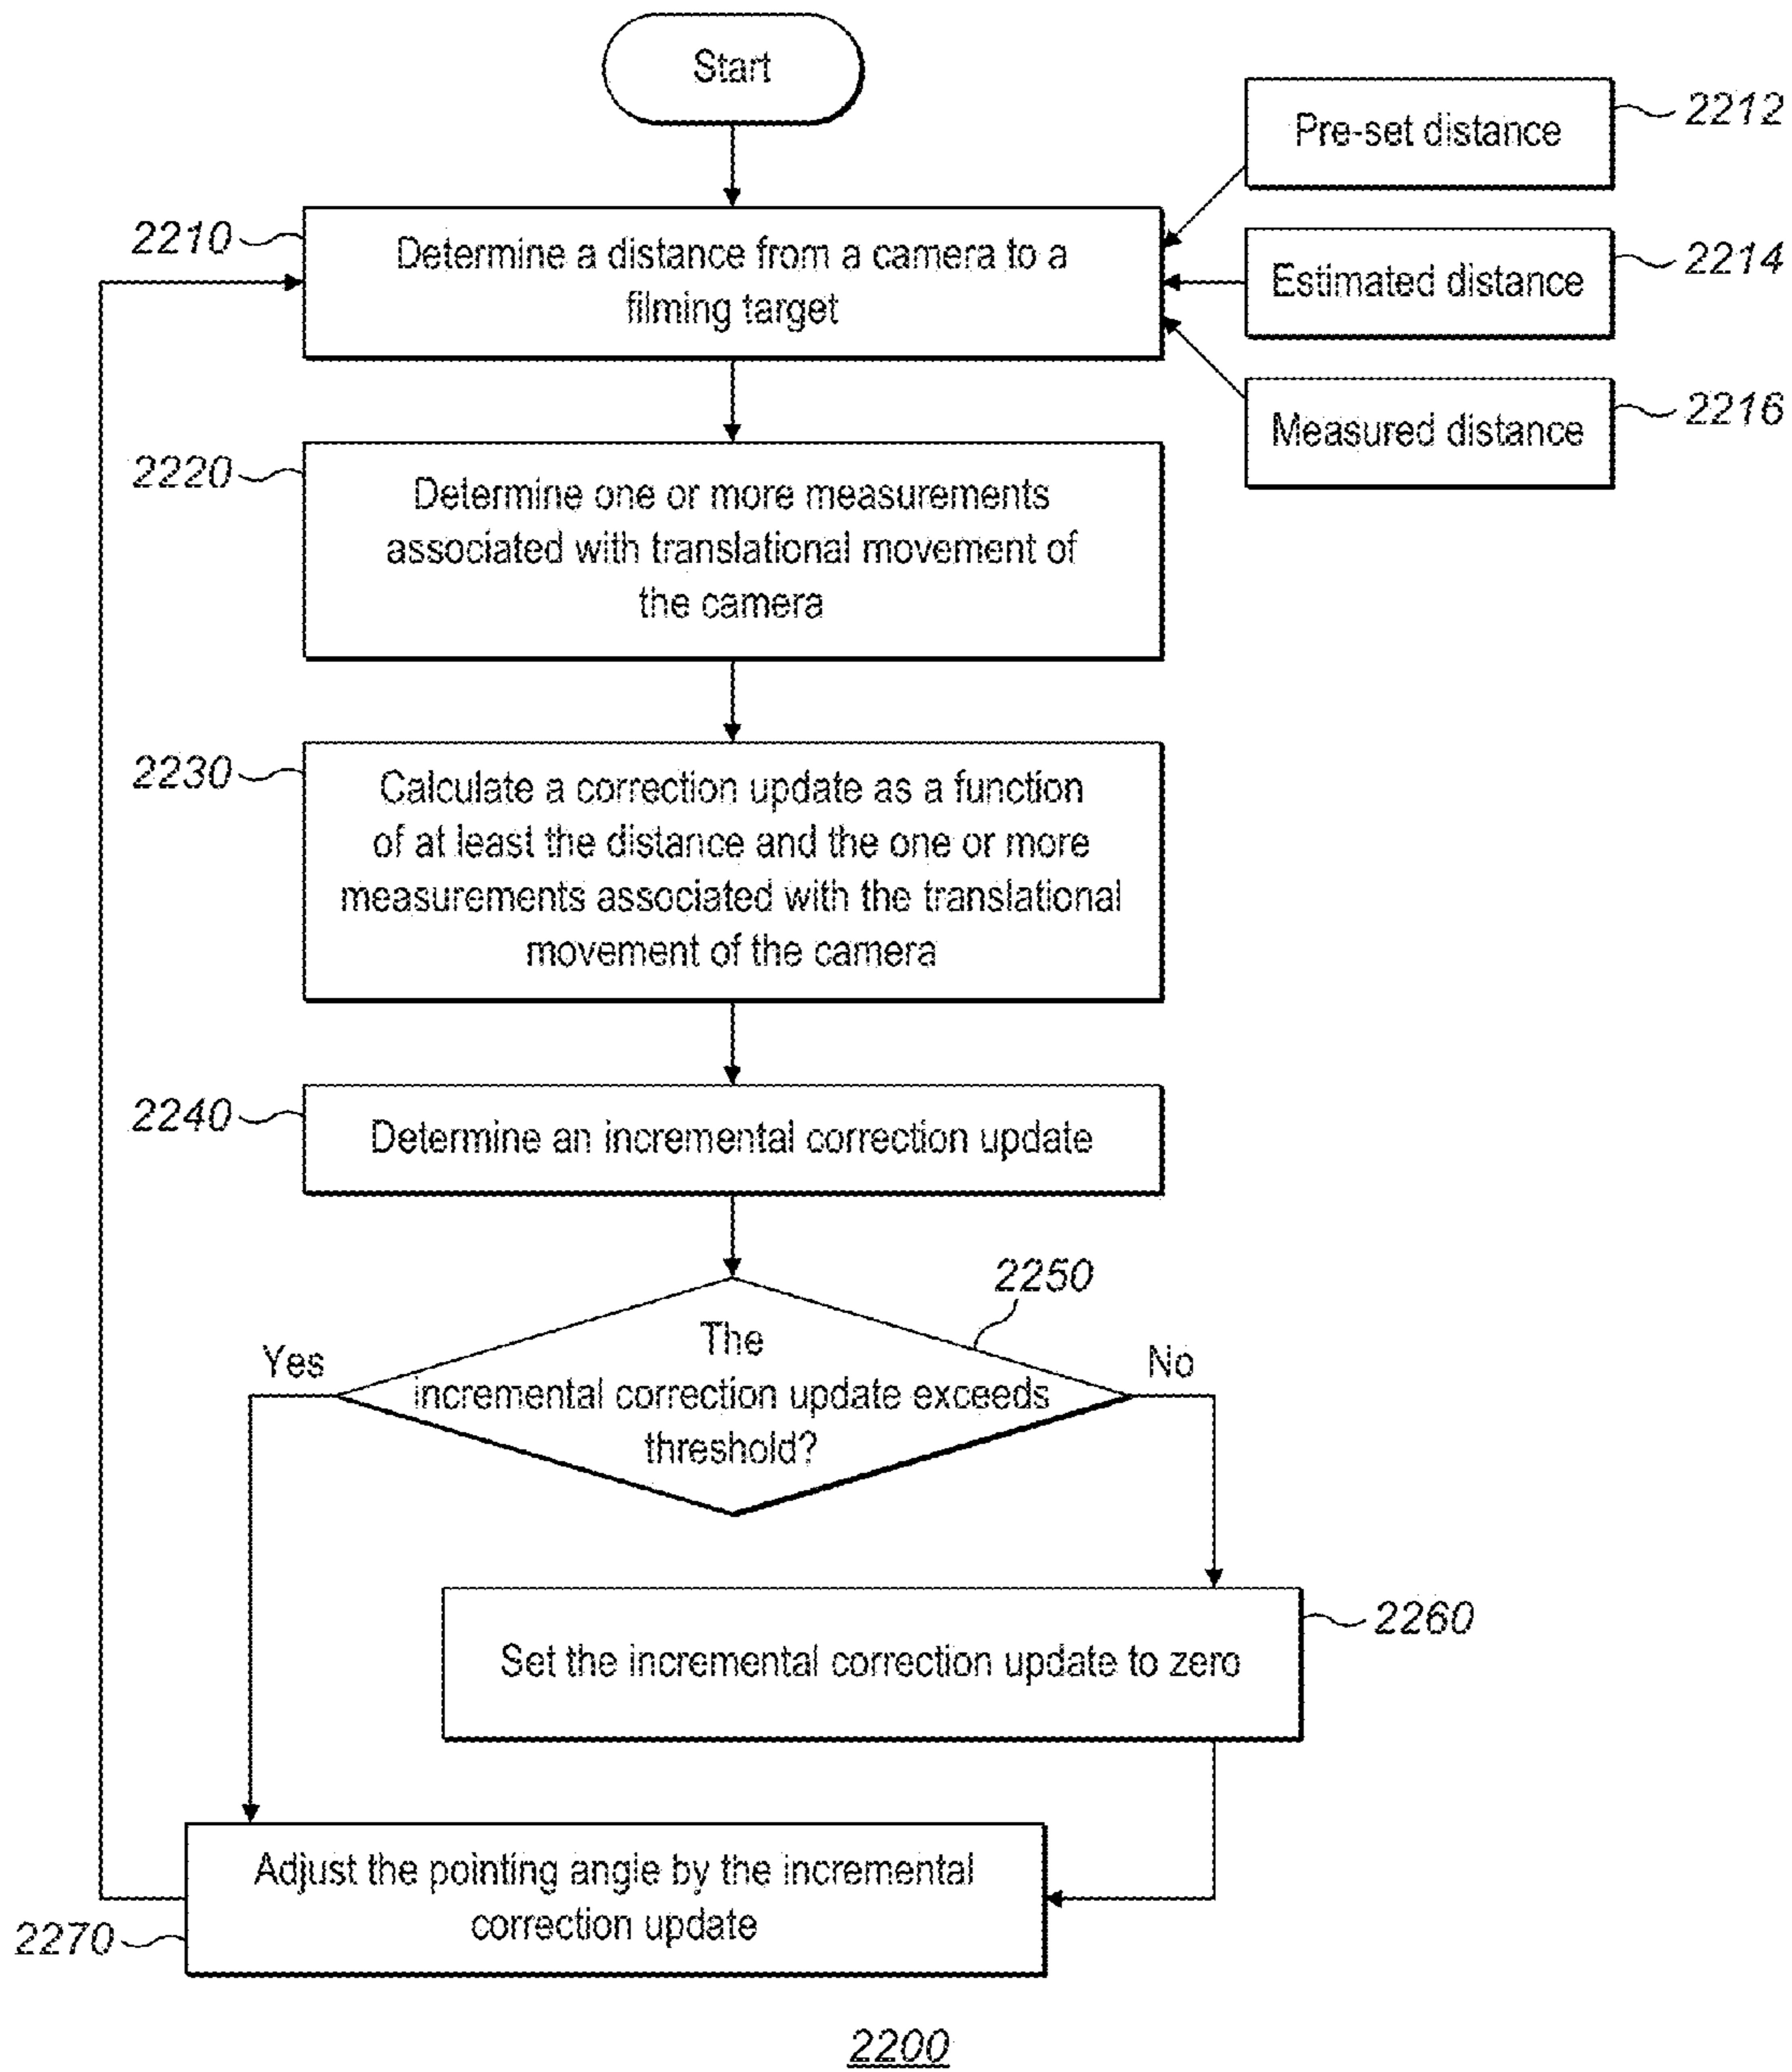 Start
Pre-set distance
2212
2210
Determine a distance from a camera to a
filming target
Estimated distance
2214
Measured distance
2216
2220
Determine one or more measurements
associated with translational movement of
the camera
2230
Calculate a correction update as a function
of at least the distance and the one or more
measurements associated with the translational
movement of the camera
2240
Determine an incremental correction update
2250
Yes
The
incremental correction update exceeds
threshold?
No
2260
Set the incremental correction update to zero
Adjust the pointing angle by the incremental
correction update
2270
2200